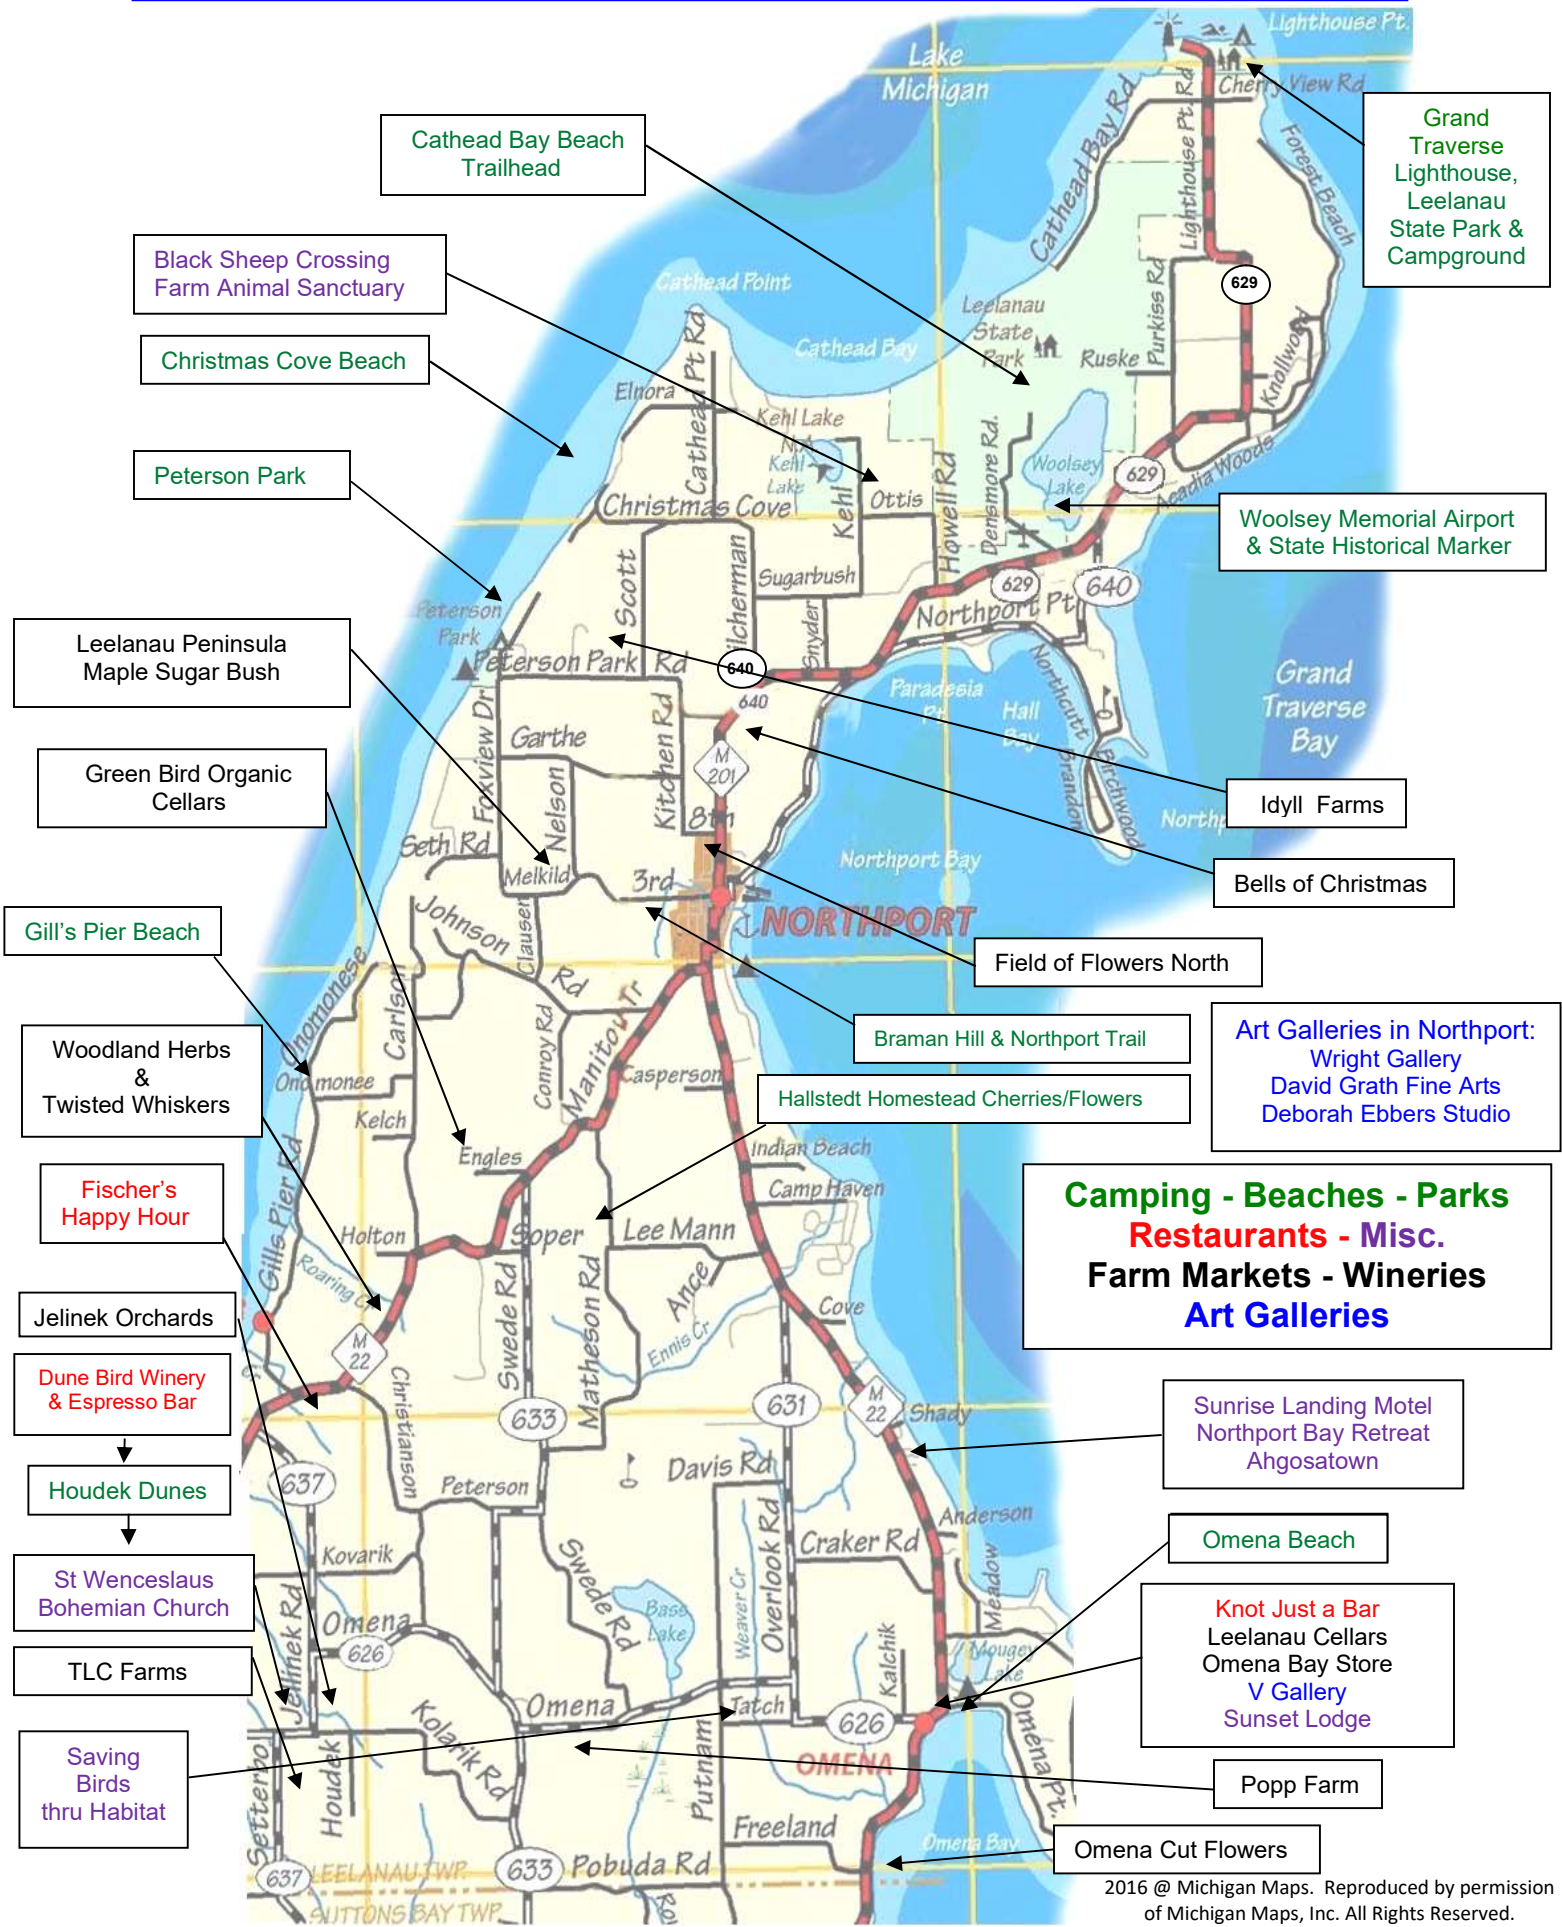 Lighthouse Pt.
Lake
Michigan
Cherry View Rd
Cathead Bay Rd
Lighthouse Pt. Rd
Forest Beach
Grand
Traverse
Lighthouse,
Leelanau
State Park &
Campground
Cathead Bay Beach
Trailhead
Black Sheep Crossing
Farm Animal Sanctuary
Cathead Point
629
Leelanau
State
Park
Purkiss Rd
Ruske
Knollwood
Christmas Cove Beach
Cathead Bay
Elnora
Cathead Pt Rd
Kehl Lake
N.A.
Kehl
Lake
Kehl
Ottis
Howell Rd
Densmore Rd.
Woolsey
Lake
629
Acadia Woods
Peterson Park
Christmas Cove
Woolsey Memorial Airport
& State Historical Marker
Scott
Kilcherman
Sugarbush
Snyder
629
640
Northport Pt
Peterson
Park
Leelanau Peninsula
Maple Sugar Bush
Peterson Park Rd
640
640
Paradesia
Pt.
Hall
Bay
Northcutt
Brandon
Birchwood
Grand
Traverse
Bay
Foxview Dr
Garthe
Kitchen Rd
M
201
Green Bird Organic
Cellars
Nelson
8th
Idyll Farms
Seth Rd
Melkild
3rd
Northport Bay
Bells of Christmas
Johnson
Rd
Clausen
NORTHPORT
Gill's Pier Beach
Field of Flowers North
Onomonese
Carlson
Conroy Rd
Manitou Tr
Braman Hill & Northport Trail
Art Galleries in Northport:
Wright Gallery
David Grath Fine Arts
Deborah Ebbers Studio
Woodland Herbs
&
Twisted Whiskers
Onomonee
Casperson
Hallstedt Homestead Cherries/Flowers
Kelch
Engles
Indian Beach
Camp Haven
Gills Pier Rd
Fischer's
Happy Hour
Camping - Beaches - Parks
Restaurants - Misc.
Farm Markets - Wineries
Art Galleries
Holton
Soper
Lee Mann
Roaring Cr
Swede Rd
Matheson Rd
Ance
Ennis Cr
Cove
Jelinek Orchards
M
22
Dune Bird Winery
& Espresso Bar
Christianson
633
631
M
22
Shady
Sunrise Landing Motel
Northport Bay Retreat
Ahgosatown
Houdek Dunes
637
Peterson
Davis Rd
Anderson
Omena Beach
Kovarik
Swede Rd
Overlook Rd
Craker Rd
Meadow
St Wenceslaus
Bohemian Church
Jelinek Rd
Omena
626
Bass
Lake
Weaver Cr
Kalchik
Mougey
Lake
Knot Just a Bar
Leelanau Cellars
Omena Bay Store
V Gallery
Sunset Lodge
TLC Farms
Kolarik Rd
Omena
Tatch
626
OMENA
Omena Pt.
Saving
Birds
thru Habitat
Setterbo
Houdek
Putnam
Popp Farm
Freeland
Omena Bay
Omena Cut Flowers
637
LEELANAU TWP.
633
Pobuda Rd
SUTTONS BAY TWP.
2016 @ Michigan Maps. Reproduced by permission
of Michigan Maps, Inc. All Rights Reserved.